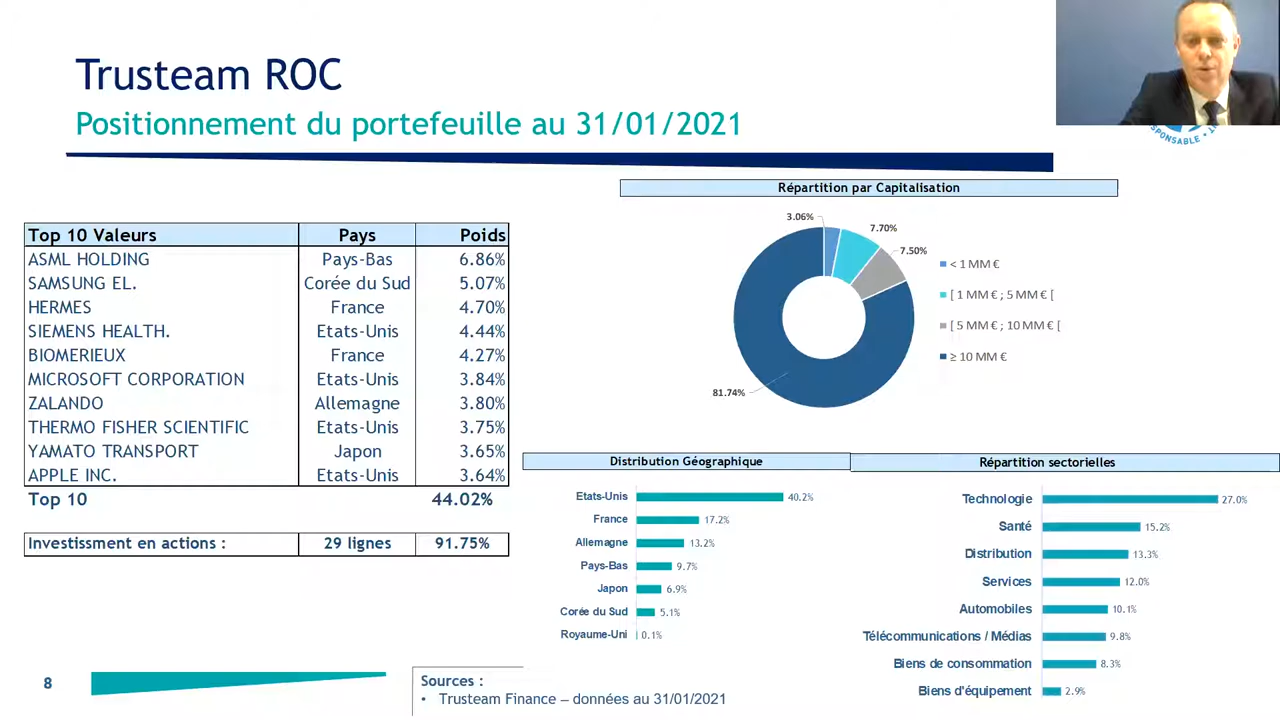 Trusteam ROC
Positionnement du portefeuille au 31/01/2021
PONSABLE •
Top 10 Valeurs Pays Poids
ASML HOLDING Pays-Bas 6.86%
SAMSUNG EL. Corée du Sud 5.07%
HERMES France 4.70%
SIEMENS HEALTH. Etats-Unis 4.44%
BIOMERIEUX France 4.27%
MICROSOFT CORPORATION Etats-Unis 3.84%
ZALANDO Allemagne 3.80%
THERMO FISHER SCIENTIFIC Etats-Unis 3.75%
YAMATO TRANSPORT Japon 3.65%
APPLE INC. Etats-Unis 3.64%
Top 10 44.02%
Investissment en actions : 29 lignes 91.75%
Répartition par Capitalisation
3.06%
7.70%
7.50%
81.74%
< 1 MM €
[ 1 MM € ; 5 MM € [
[ 5 MM € ; 10 MM € [
≥ 10 MM €
Distribution Géographique
Etats-Unis 40.2%
France 17.2%
Allemagne 13.2%
Pays-Bas 9.7%
Japon 6.9%
Corée du Sud 5.1%
Royaume-Uni 0.1%
Répartition sectorielles
Technologie 27.0%
Santé 15.2%
Distribution 13.3%
Services 12.0%
Automobiles 10.1%
Télécommunications / Médias 9.8%
Biens de consommation 8.3%
Biens d'équipement 2.9%
8
Sources :
• Trusteam Finance – données au 31/01/2021